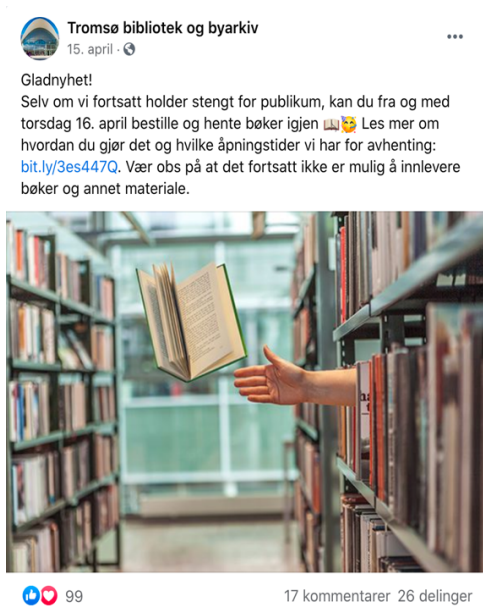 Tromsø bibliotek og byarkiv
15. april ·
Gladnyhet!
Selv om vi fortsatt holder stengt for publikum, kan du fra og med
torsdag 16. april bestille og hente bøker igjen 📖🥳 Les mer om
hvordan du gjør det og hvilke åpningstider vi har for avhenting:
bit.ly/3es447Q. Vær obs på at det fortsatt ikke er mulig å innlevere
bøker og annet materiale.
99
17 kommentarer 26 delinger